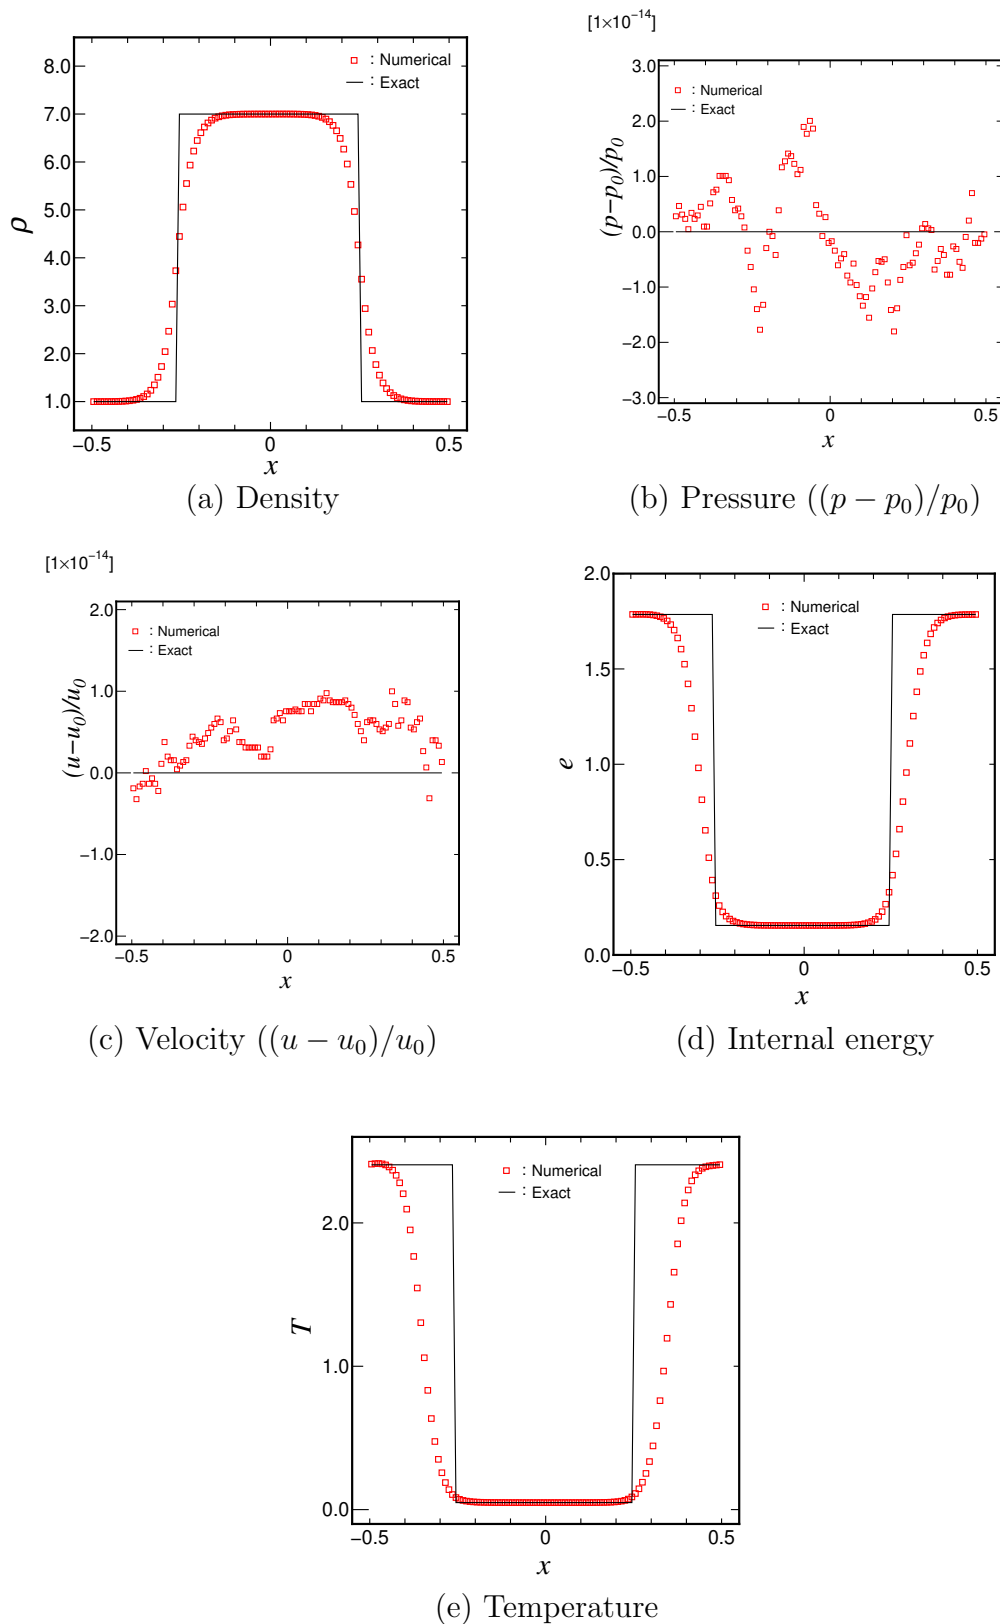 8.0
7.0
6.0
5.0
4.0
3.0
2.0
1.0
ρ
: Numerical
: Exact
−0.5 0 0.5
x
(a) Density
[1×10−14]
3.0
2.0
1.0
0.0
−1.0
−2.0
−3.0
(p−p0)/p0
: Numerical
: Exact
−0.5 0 0.5
x
(b) Pressure ((p − p0)/p0)
[1×10−14]
2.0
1.0
0.0
−1.0
−2.0
(u−u0)/u0
: Numerical
: Exact
−0.5 0 0.5
x
(c) Velocity ((u − u0)/u0)
2.0
1.5
1.0
0.5
0.0
e
: Numerical
: Exact
−0.5 0 0.5
x
(d) Internal energy
2.0
1.0
0.0
T
: Numerical
: Exact
−0.5 0 0.5
x
(e) Temperature